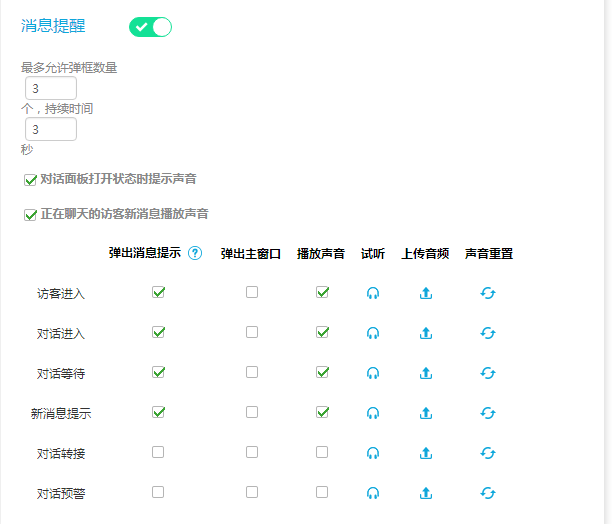 消息提醒
最多允许弹框数量
3
个，持续时间
3
秒
对话面板打开状态时提示声音
正在聊天的访客新消息播放声音
弹出消息提示 ? 弹出主窗口 播放声音 试听 上传音频 声音重置
访客进入
对话进入
对话等待
新消息提示
对话转接
对话预警